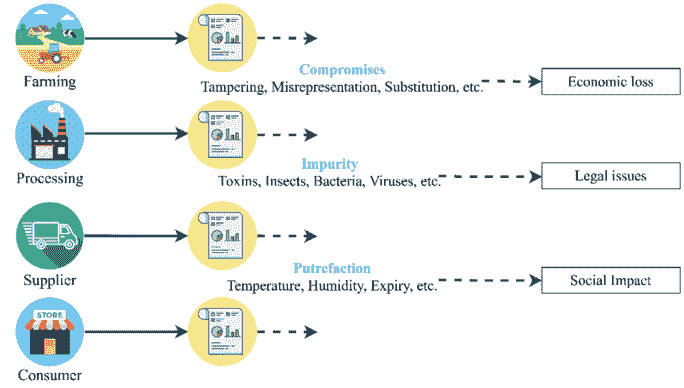 Farming
Compromises
Tampering, Misrepresentation, Substitution, etc.
Economic loss
Processing
Impurity
Toxins, Insects, Bacteria, Viruses, etc.
Legal issues
Supplier
Putrefaction
Temperature, Humidity, Expiry, etc.
Social Impact
STORE
Consumer